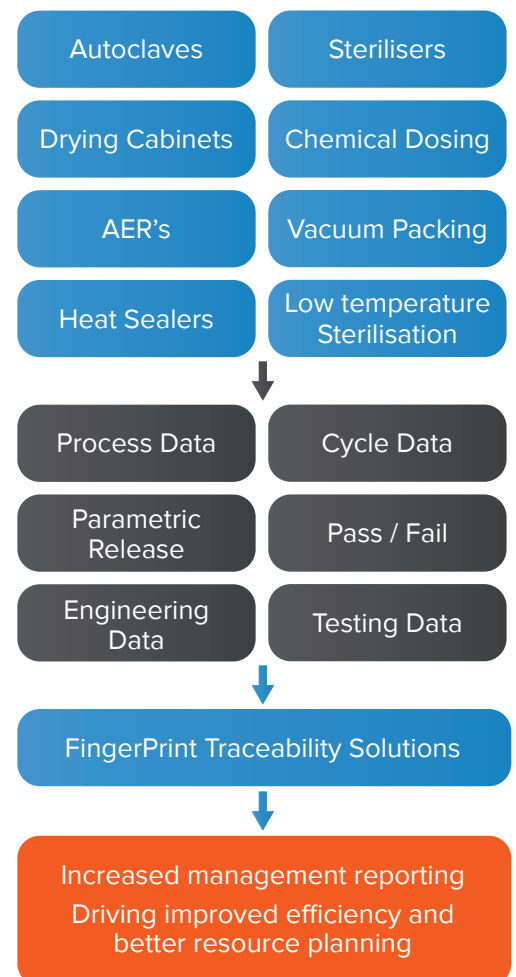 Autoclaves
Sterilisers
Drying Cabinets
Chemical Dosing
AER’s
Vacuum Packing
Heat Sealers
Low temperature
Sterilisation
Process Data
Cycle Data
Parametric
Release
Pass / Fail
Engineering
Data
Testing Data
FingerPrint Traceability Solutions
Increased management reporting
Driving improved efficiency and
better resource planning